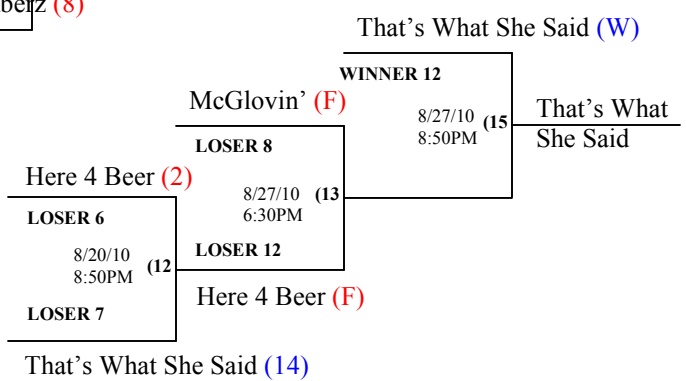 berz (8)
That's What She Said (W)
WINNER 12
McGlovin' (F)
8/27/10 (15
8:50PM
That's What
She Said
LOSER 8
Here 4 Beer (2)
8/27/10 (13
6:30PM
LOSER 6
LOSER 12
8/20/10 (12
8:50PM
Here 4 Beer (F)
LOSER 7
That's What She Said (14)